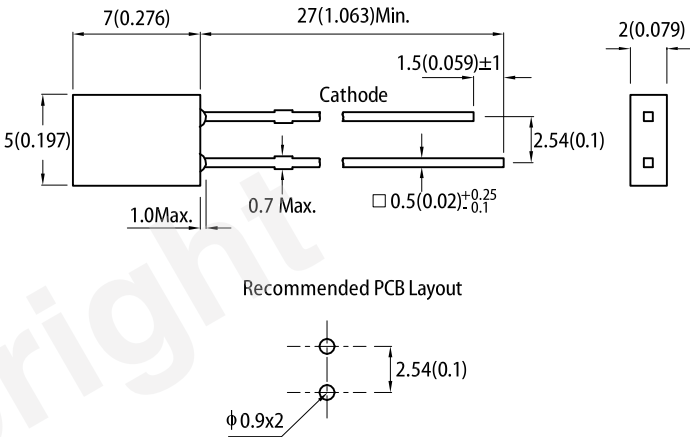 7(0.276)
27(1.063)Min.
2(0.079)
1.5(0.059)±1
Cathode
5(0.197)
2.54(0.1)
1.0Max.
0.7 Max.
□ 0.5(0.02)+0.25 -0.1
Recommended PCB Layout
2.54(0.1)
ϕ 0.9x2
bright